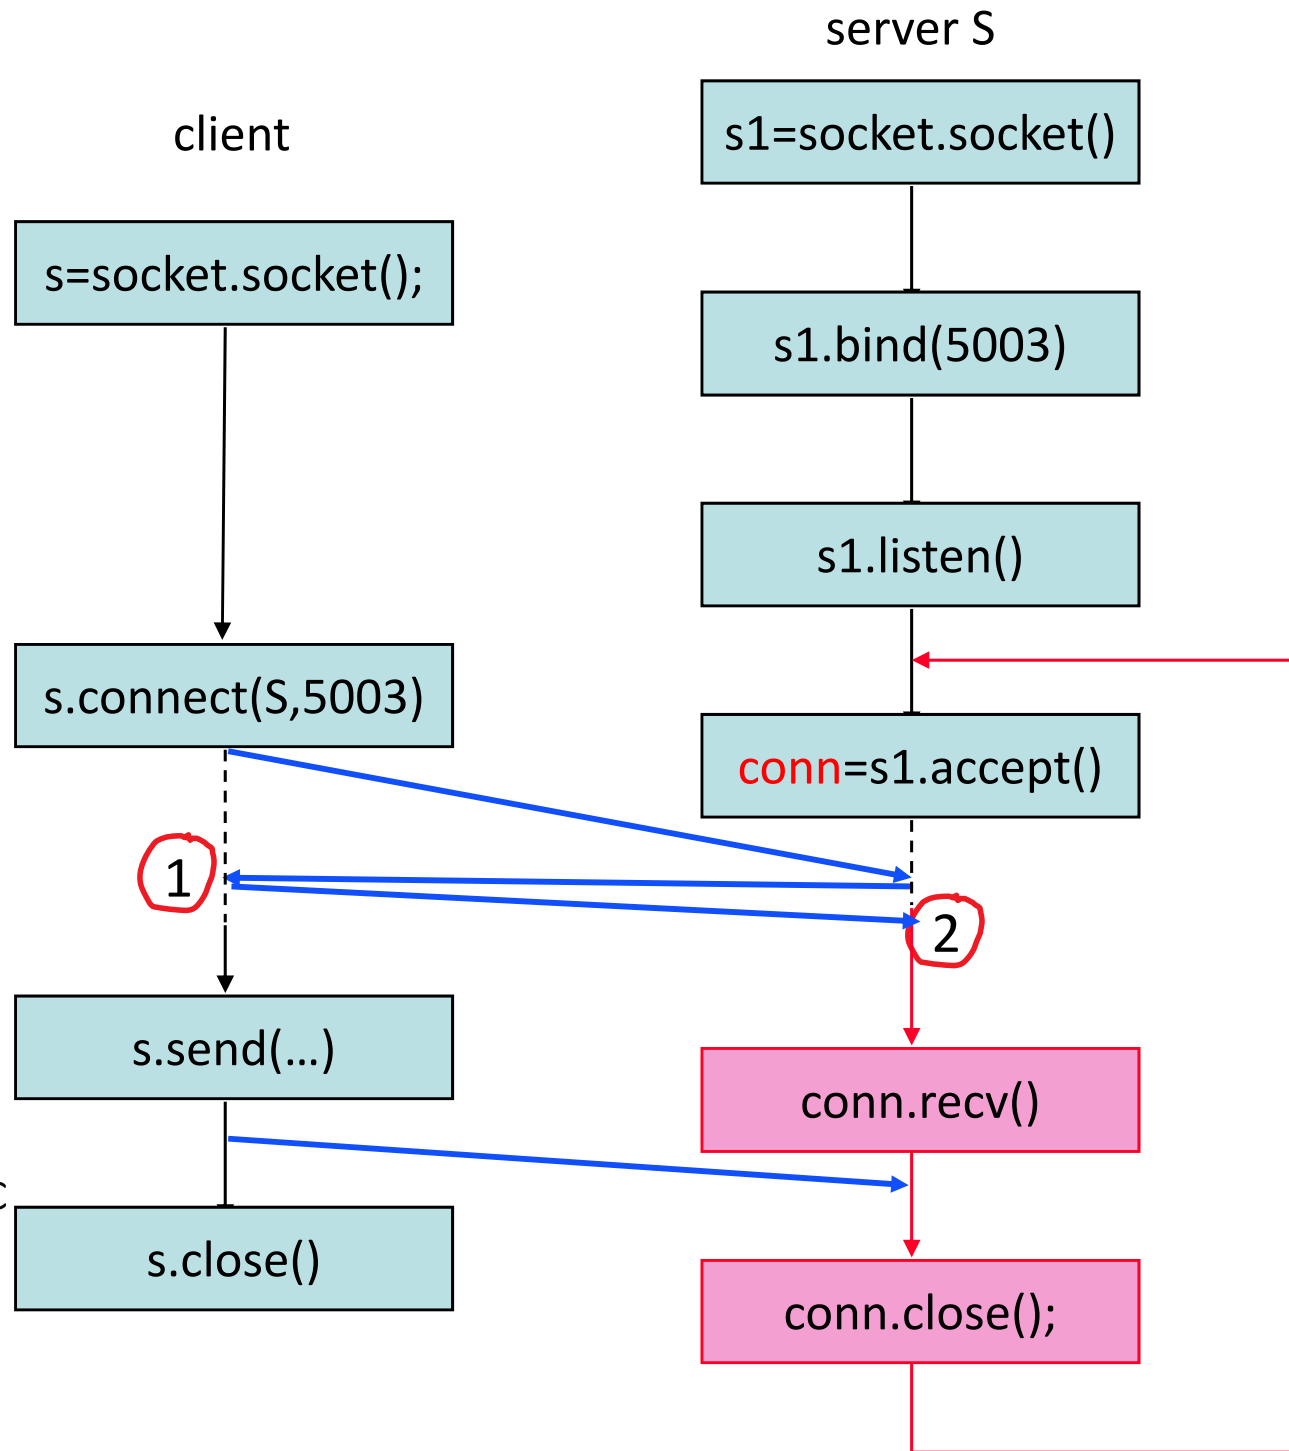 server S
client
s1=socket.socket()
s=socket.socket();
s1.bind(5003)
s1.listen()
s.connect(S,5003)
conn=s1.accept()
1
2
s.send(...)
conn.recv()
c
s.close()
conn.close();